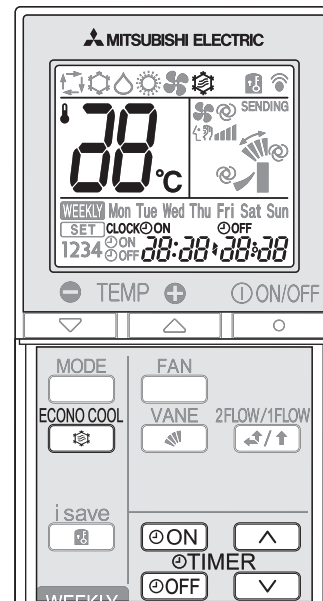 MITSUBISHI ELECTRIC
SENDING
88°C
WEEKLY Mon Tue Wed Thu Fri Sat Sun
SET CLOCK ON OFF
1234 ON OFF 88:88 88:88
TEMP ON/OFF
MODE FAN
ECONO COOL VANE 2FLOW/1FLOW
i save
ON
TIMER
OFF
WEEKLY